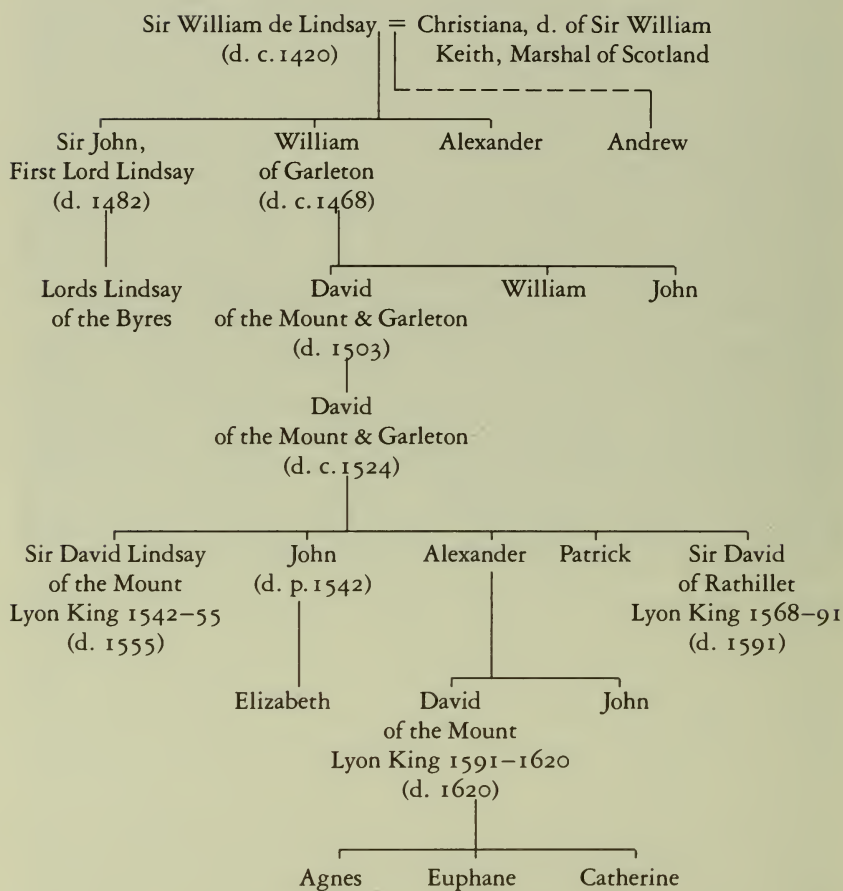 Sir William de Lindsay = Christiana, d. of Sir William
(d. c. 1420) Keith, Marshal of Scotland
Sir John, William Alexander Andrew
First Lord Lindsay of Garleton
(d. 1482) (d. c. 1468)
Lords Lindsay David William John
of the Byres of the Mount & Garleton
(d. 1503)
David
of the Mount & Garleton
(d. c. 1524)
Sir David Lindsay John Alexander Patrick Sir David
of the Mount (d. p. 1542) of Rathillet
Lyon King 1542–55 Lyon King 1568–91
(d. 1555) (d. 1591)
Elizabeth David John
of the Mount
Lyon King 1591–1620
(d. 1620)
Agnes Euphane Catherine